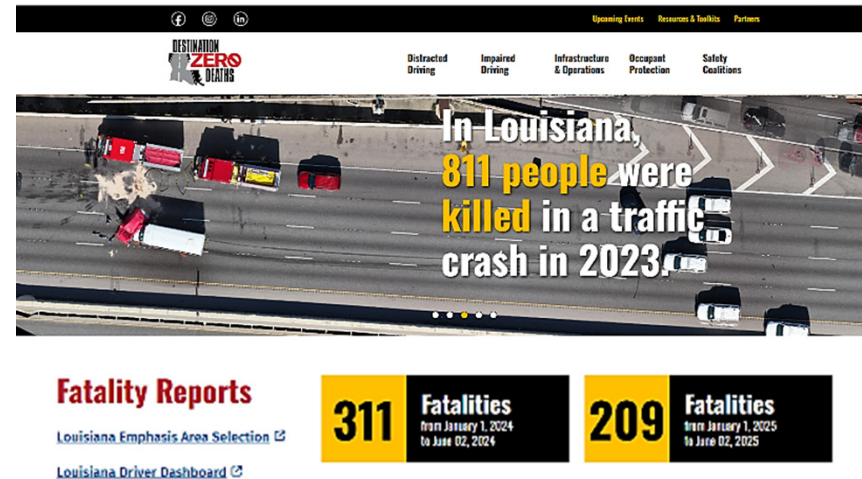 Upcoming Events Resources & Toolkits Partners
DESTINATION
ZERO
DEATHS
Distracted
Driving
Impaired
Driving
Infrastructure
& Operations
Occupant
Protection
Safety
Coalitions
In Louisiana,
811 people were
killed in a traffic
crash in 2023.
Fatality Reports
Louisiana Emphasis Area Selection
Louisiana Driver Dashboard
311
Fatalities
from January 1, 2024
to June 02, 2024
209
Fatalities
from January 1, 2025
to June 02, 2025